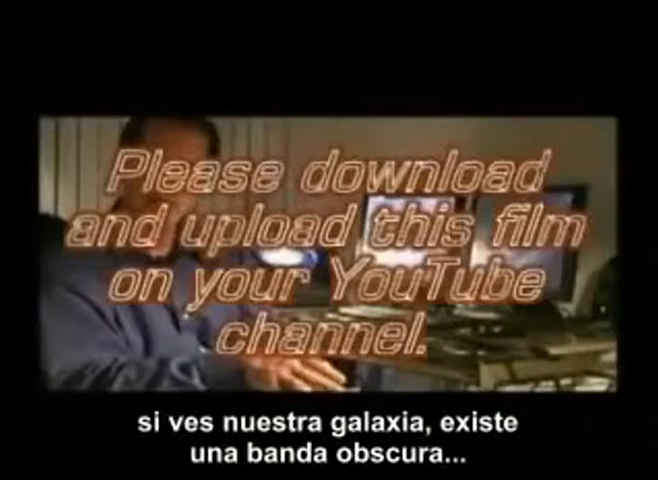 Please download
and upload this film
on your YouTube
channel.
si ves nuestra galaxia, existe
una banda obscura...